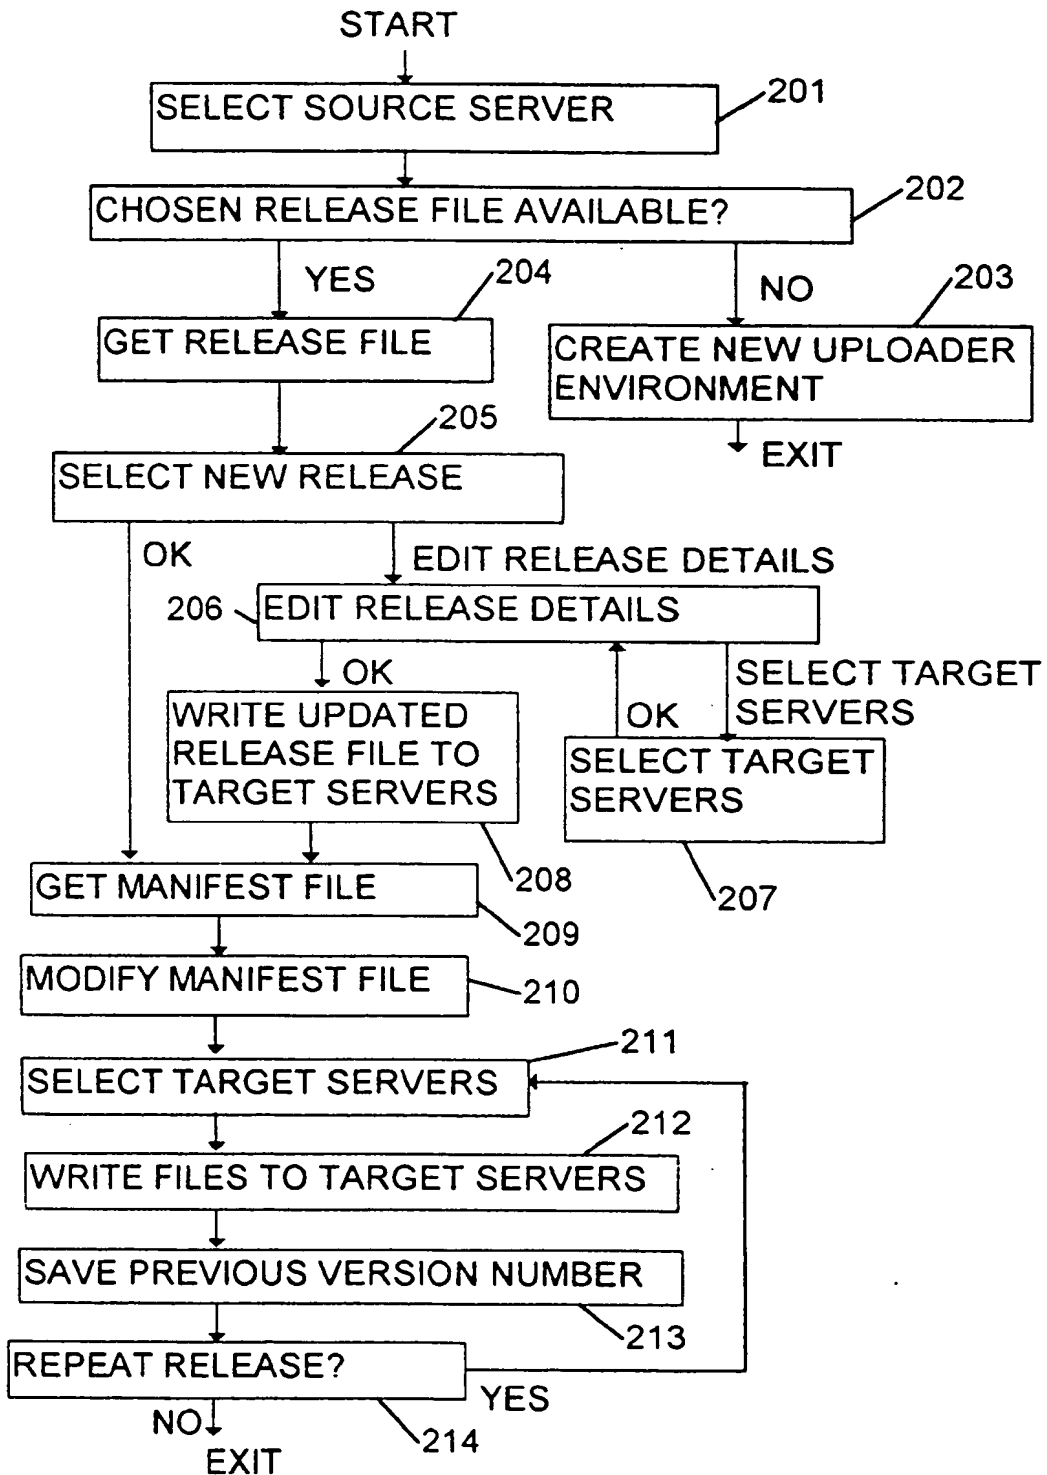 START
SELECT SOURCE SERVER
201
CHOSEN RELEASE FILE AVAILABLE?
202
YES
204
NO
203
GET RELEASE FILE
CREATE NEW UPLOADER
ENVIRONMENT
205
EXIT
SELECT NEW RELEASE
OK
EDIT RELEASE DETAILS
206
EDIT RELEASE DETAILS
OK
SELECT TARGET
SERVERS
OK
WRITE UPDATED
RELEASE FILE TO
TARGET SERVERS
SELECT TARGET
SERVERS
208
207
GET MANIFEST FILE
209
MODIFY MANIFEST FILE
210
211
SELECT TARGET SERVERS
212
WRITE FILES TO TARGET SERVERS
SAVE PREVIOUS VERSION NUMBER
213
REPEAT RELEASE?
YES
NO
214
EXIT